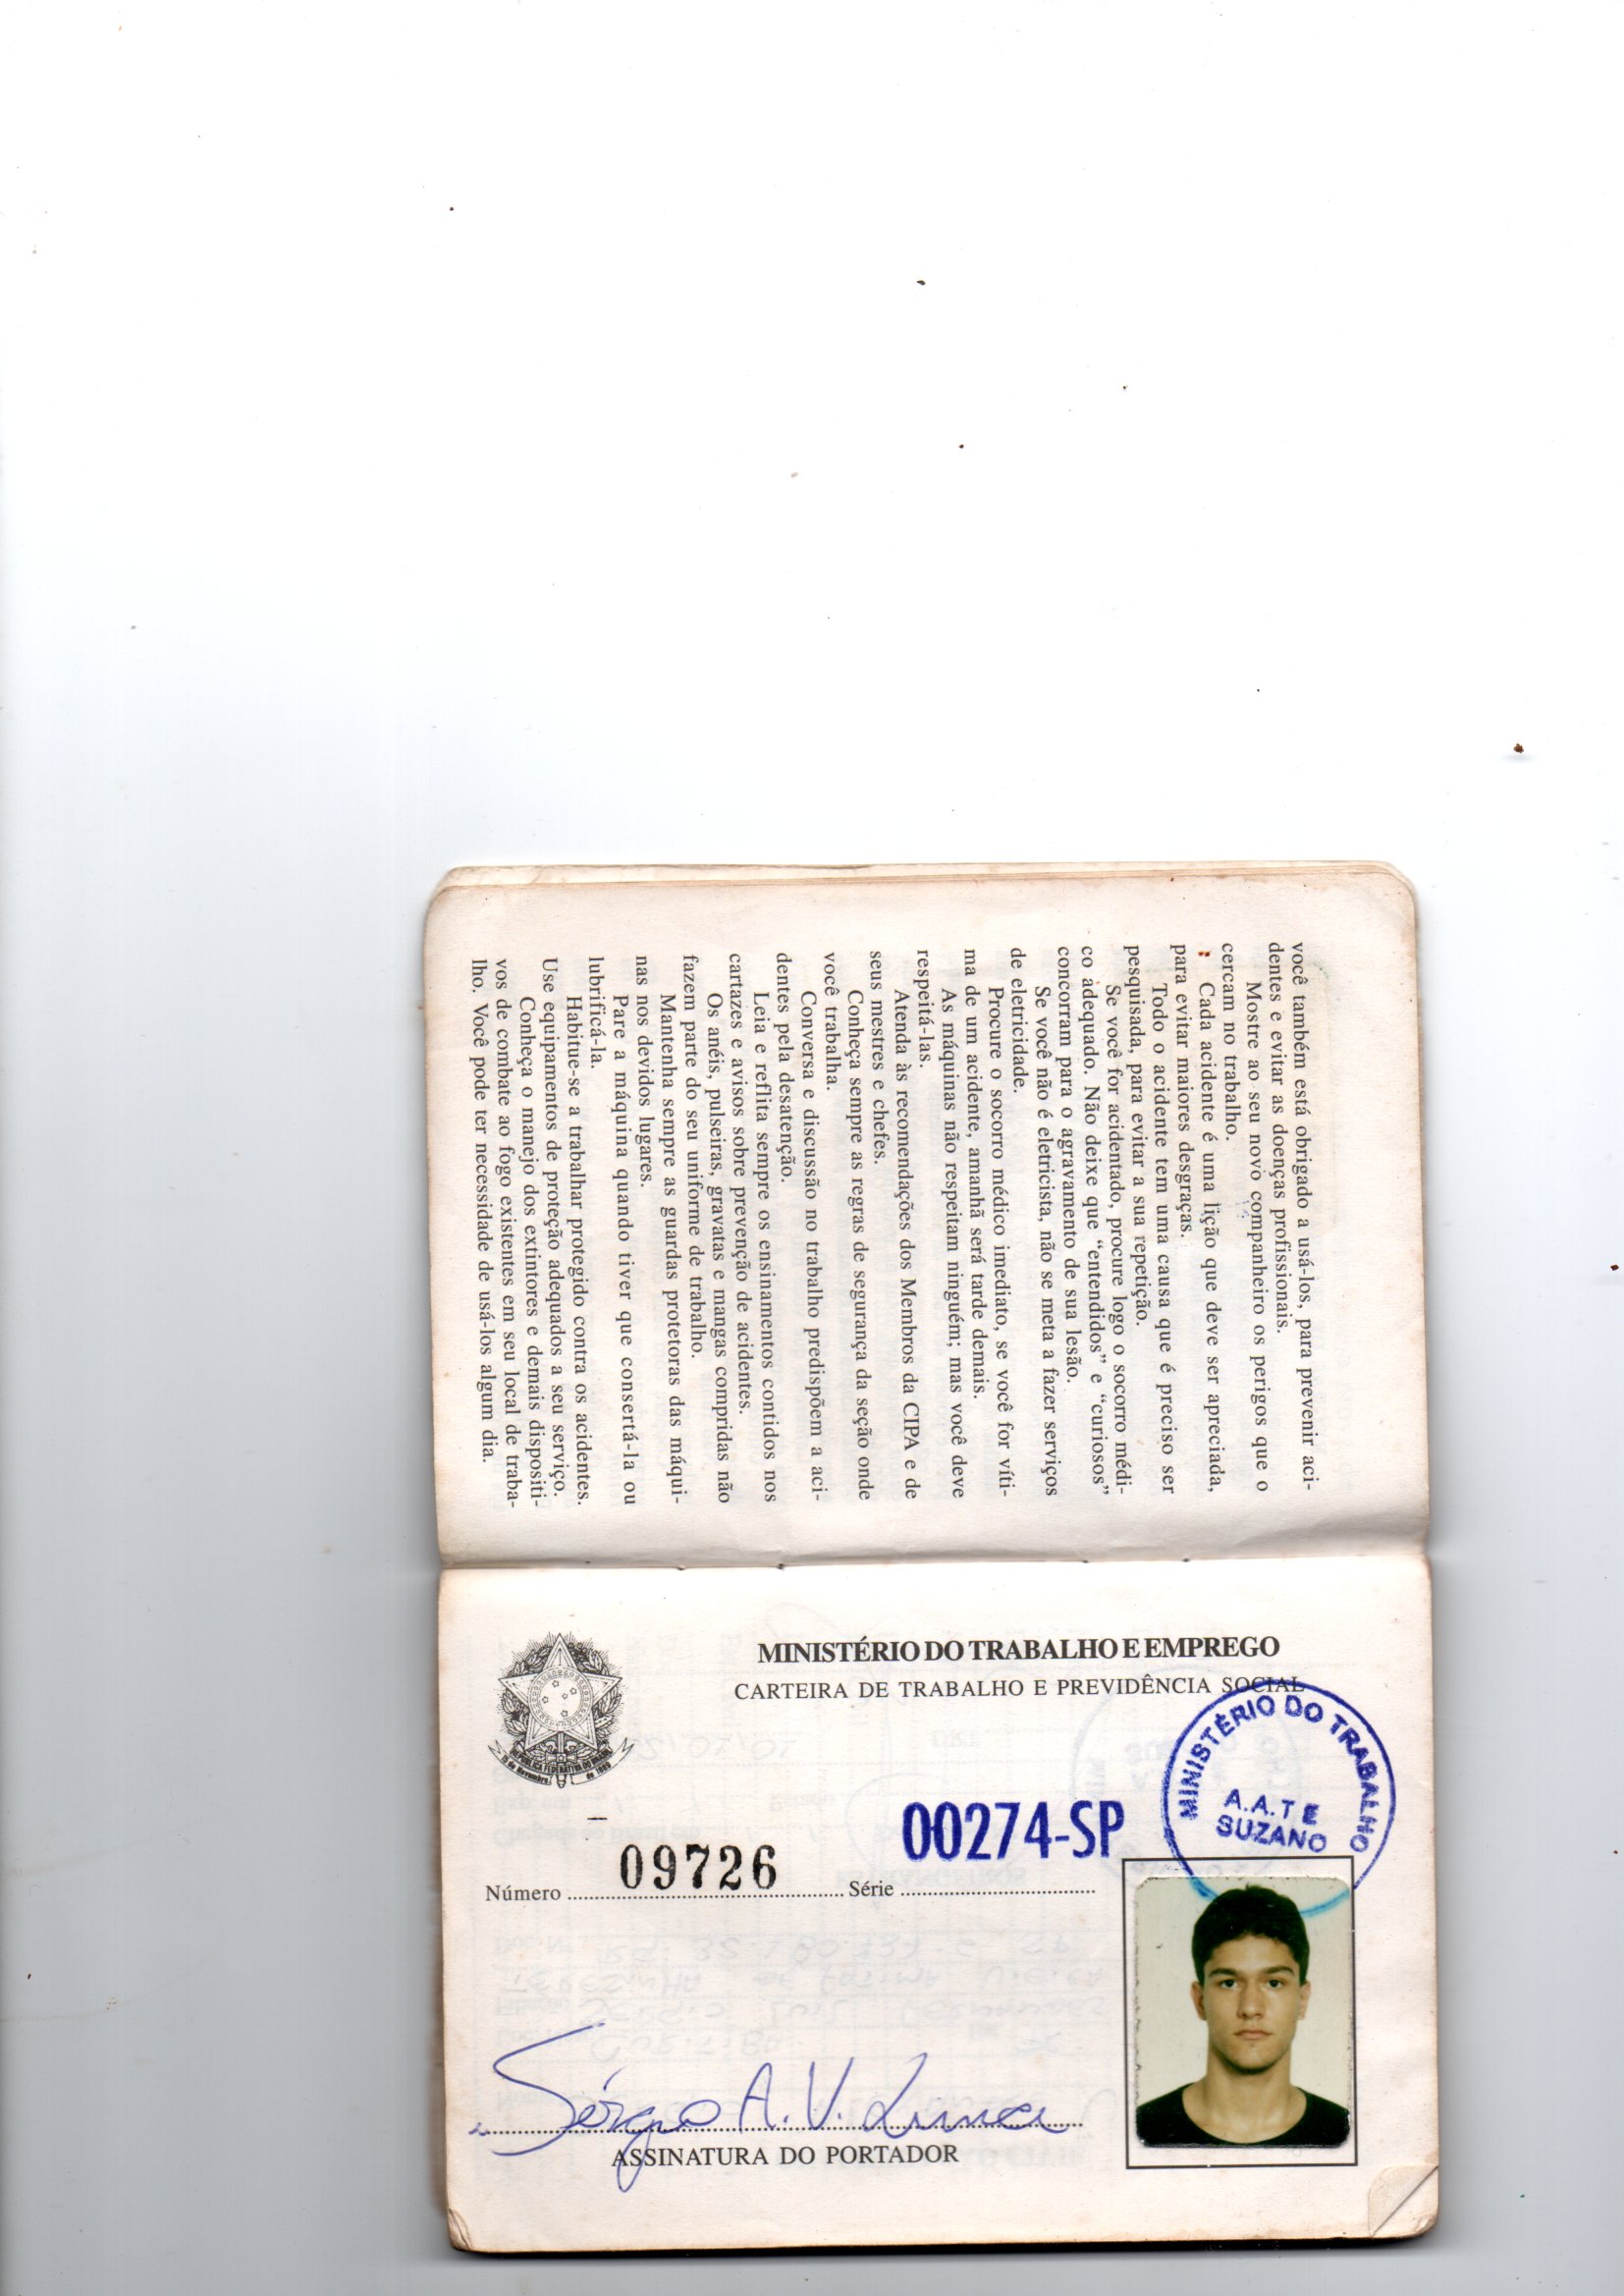 você também está obrigado a usá-los, para prevenir aci-
dentes e evitar as doenças profissionais.
Mostre ao seu novo companheiro os perigos que o
cercam no trabalho.
Cada acidente é uma lição que deve ser apreciada,
para evitar maiores desgraças.
Todo o acidente tem uma causa que é preciso ser
pesquisada, para evitar a sua repetição.
Se você for acidentado, procure logo o socorro médi-
co adequado. Não deixe que “entendidos” e “curiosos”
concorram para o agravamento de sua lesão.
Se você não é eletricista, não se meta a fazer serviços
de eletricidade.
Procure o socorro médico imediato, se você for víti-
ma de um acidente, amanhã será tarde demais.
As máquinas não respeitam ninguém; mas você deve
respeitá-las.
Atenda às recomendações dos Membros da CIPA e de
seus mestres e chefes.
Conheça sempre as regras de segurança da seção onde
você trabalha.
Conversa e discussão no trabalho predispõem a aci-
dentes pela desatenção.
Leia e reflita sempre os ensinamentos contidos nos
cartazes e avisos sobre prevenção de acidentes.
Os anéis, pulseiras, gravatas e mangas compridas não
fazem parte do seu uniforme de trabalho.
Mantenha sempre as guardas protetoras das máqui-
nas nos devidos lugares.
Pare a máquina quando tiver que consertá-la ou
lubrificá-la.
Habitue-se a trabalhar protegido contra os acidentes.
Use equipamentos de proteção adequados a seu serviço.
Conheça o manejo dos extintores e demais dispositi-
vos de combate ao fogo existentes em seu local de traba-
lho. Você pode ter necessidade de usá-los algum dia.
MINISTÉRIO DO TRABALHO E EMPREGO
CARTEIRA DE TRABALHO E PREVIDÊNCIA SOCIAL
REPÚBLICA FEDERATIVA DO BRASIL
15 de Novembro de 1889
MINISTÉRIO DO TRABALHO
A.A.T E
SUZANO
Número 09726 Série 00274-SP
Sérgio A. V. Lima
ASSINATURA DO PORTADOR